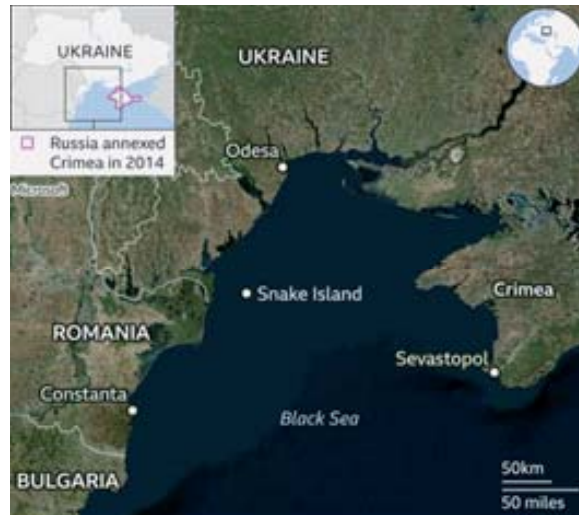 UKRAINE
Russia annexed
Crimea in 2014
Microsoft
UKRAINE
Odesa
Snake Island
Crimea
ROMANIA
Sevastopol
Constanta
Black Sea
BULGARIA
50km
50 miles